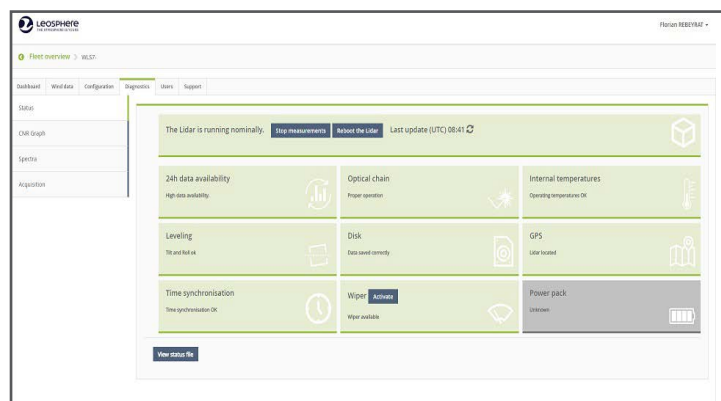 LEOSPHERE
Florian REBEYRAT
Fleet overview > WLS7-
Dashboard Wind data Configuration Diagnostics Users Support
Status
CNR Graph
Spectra
Acquisition
The Lidar is running nominally. Stop measurements Reboot the Lidar Last update (UTC) 08:41
24h data availability
High data availability
Optical chain
Proper operation
Internal temperatures
Operating temperatures OK
Leveling
Tilt and Roll ok
Disk
Data saved correctly
GPS
Lidar located
Time synchronisation
Time synchronisation OK
Wiper Activate
Wiper available
Power pack
Unknown
View status file